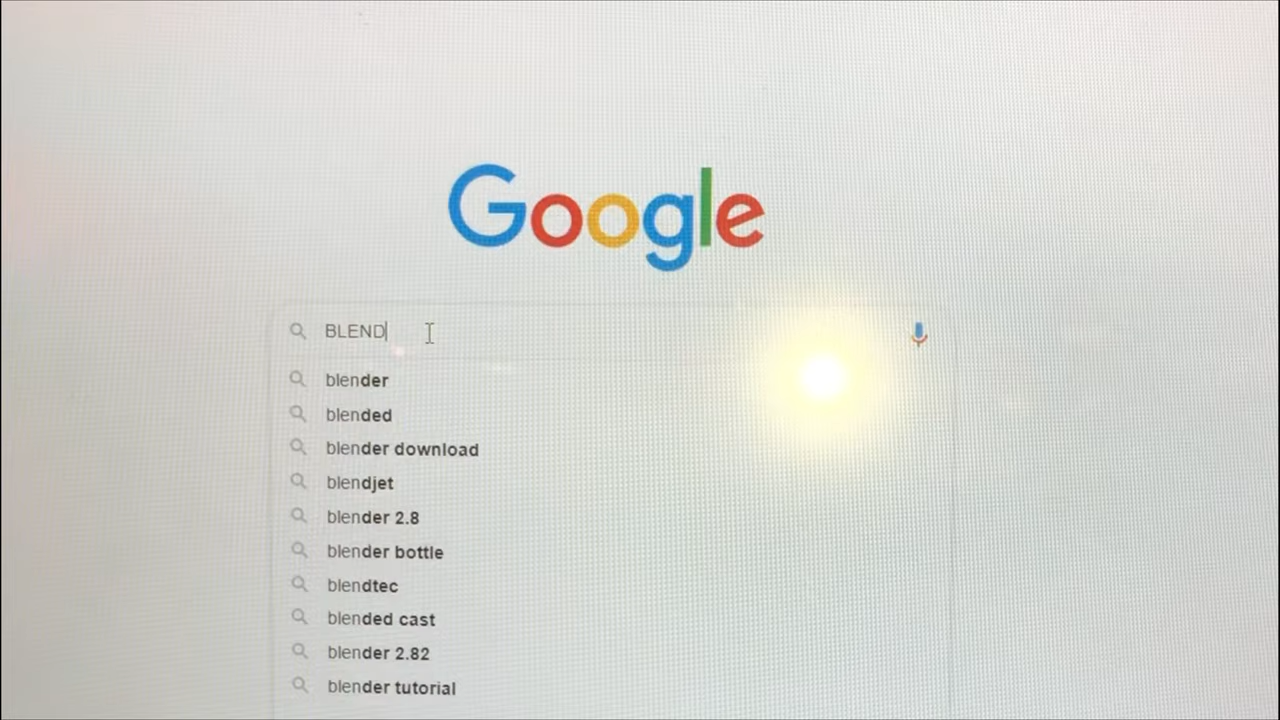 Google
BLEND
blender
blended
blender download
blendjet
blender 2.8
blender bottle
blendtec
blended cast
blender 2.82
blender tutorial